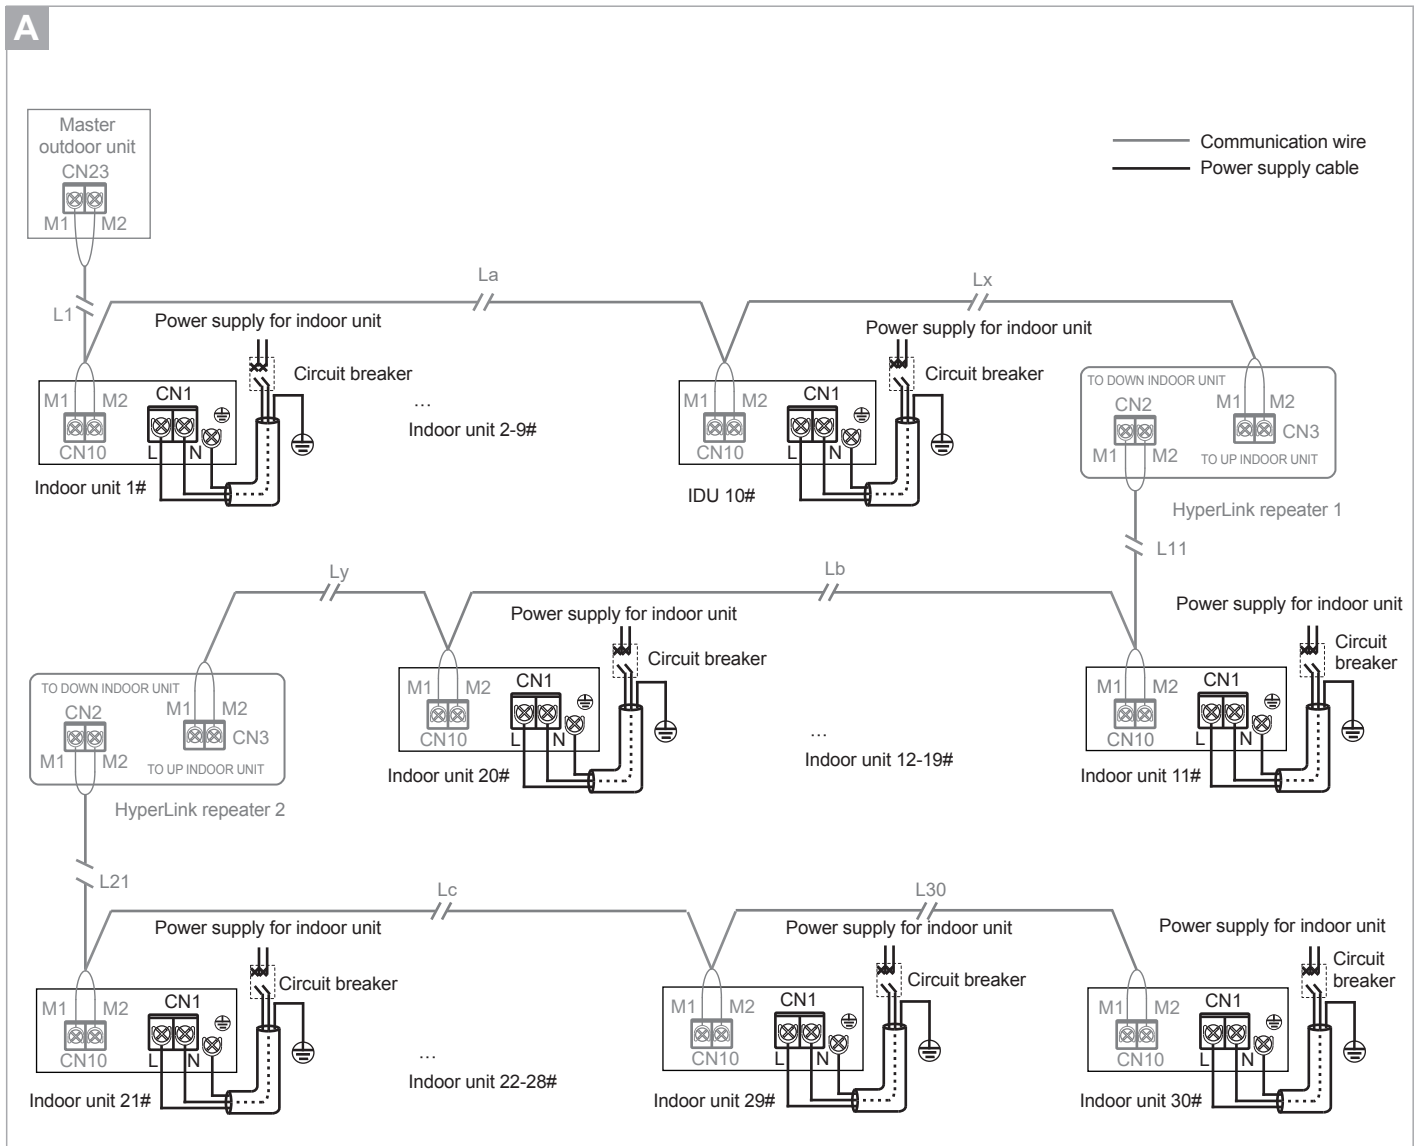 A
Master
outdoor unit
CN23
M1 M2
Communication wire
Power supply cable
L1
La
Lx
Power supply for indoor unit
Circuit breaker
M1 M2
CN1
CN10
L N
Indoor unit 1#
...
Indoor unit 2-9#
Power supply for indoor unit
Circuit breaker
M1 M2
CN1
CN10
L N
IDU 10#
TO DOWN INDOOR UNIT
CN2
M1 M2
M1 M2
CN3
TO UP INDOOR UNIT
HyperLink repeater 1
L11
Ly
Lb
TO DOWN INDOOR UNIT
CN2
M1 M2
M1 M2
CN3
TO UP INDOOR UNIT
HyperLink repeater 2
Power supply for indoor unit
Circuit breaker
M1 M2
CN1
CN10
L N
Indoor unit 20#
...
Indoor unit 12-19#
Power supply for indoor unit
Circuit
breaker
M1 M2
CN1
CN10
L N
Indoor unit 11#
L21
Lc
L30
Power supply for indoor unit
Circuit breaker
M1 M2
CN1
CN10
L N
Indoor unit 21#
...
Indoor unit 22-28#
Power supply for indoor unit
Circuit breaker
M1 M2
CN1
CN10
L N
Indoor unit 29#
Power supply for indoor unit
Circuit
breaker
M1 M2
CN1
CN10
L N
Indoor unit 30#